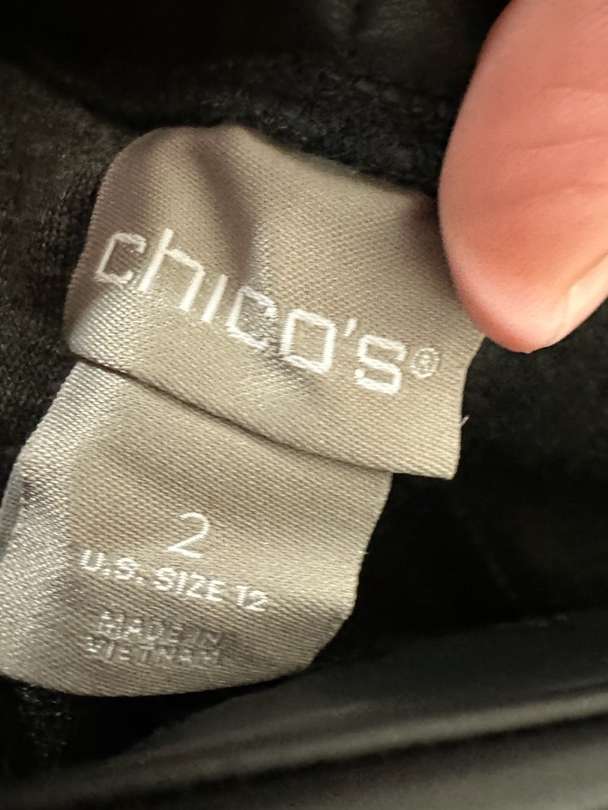 chico's®
2
U.S. SIZE 12
MADE IN
VIETNAM